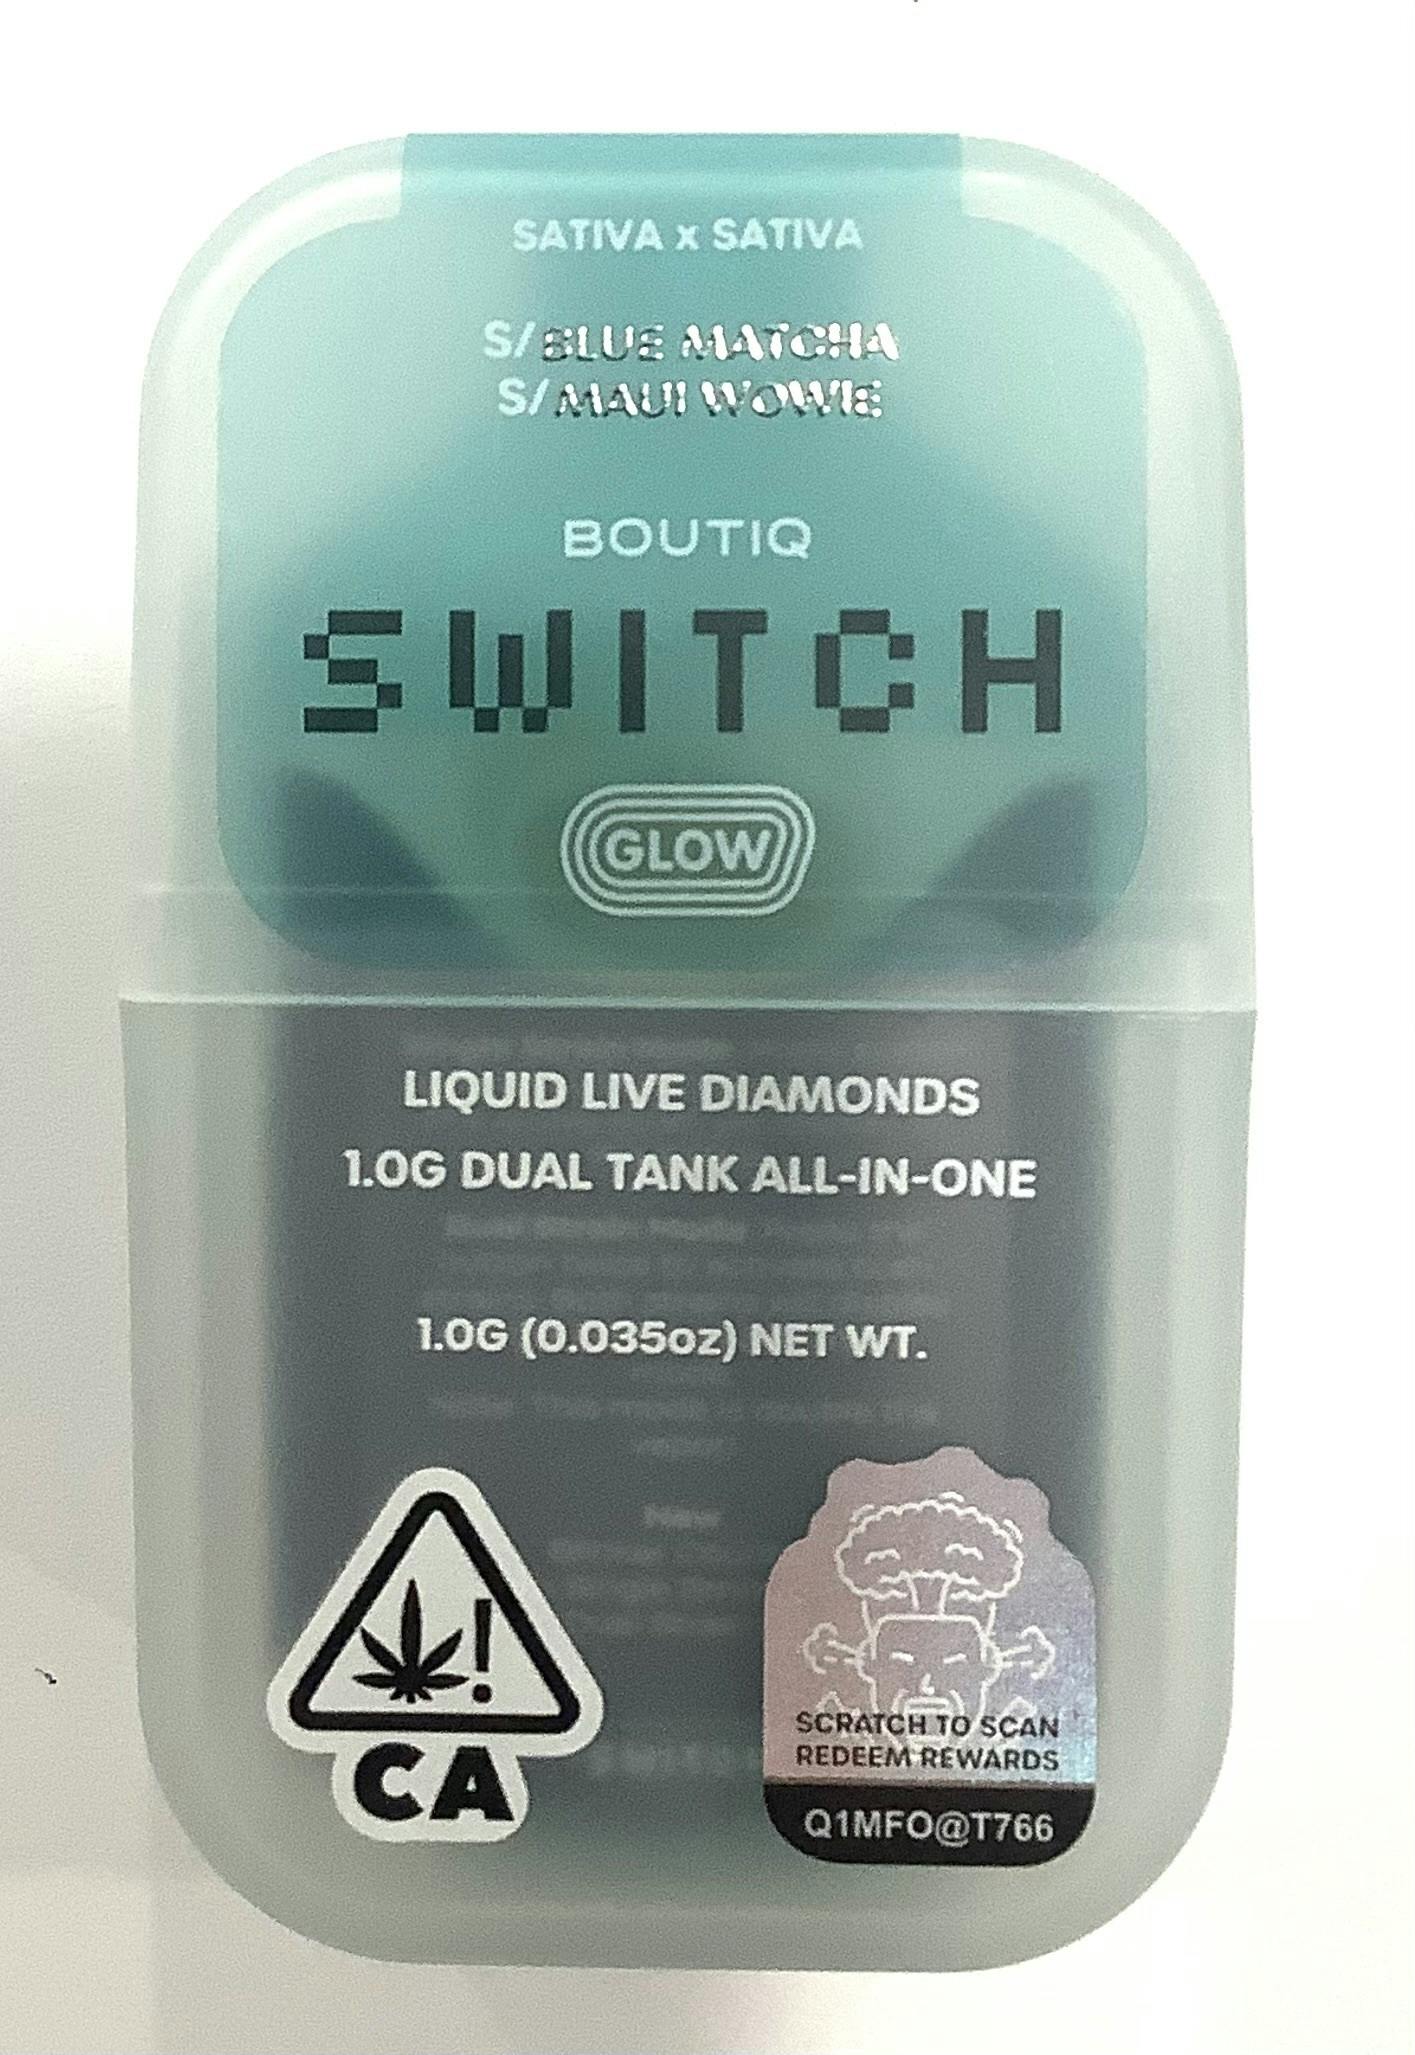 SATIVA x SATIVA
S/BLUE MATCHA
S/MAUI WOWIE
BOUTIQ
SWITCH
GLOW
LIQUID LIVE DIAMONDS
1.0G DUAL TANK ALL-IN-ONE
1.0G (0.035oz) NET WT.
!
CA
SCRATCH TO SCAN
REDEEM REWARDS
Q1MFO@T766